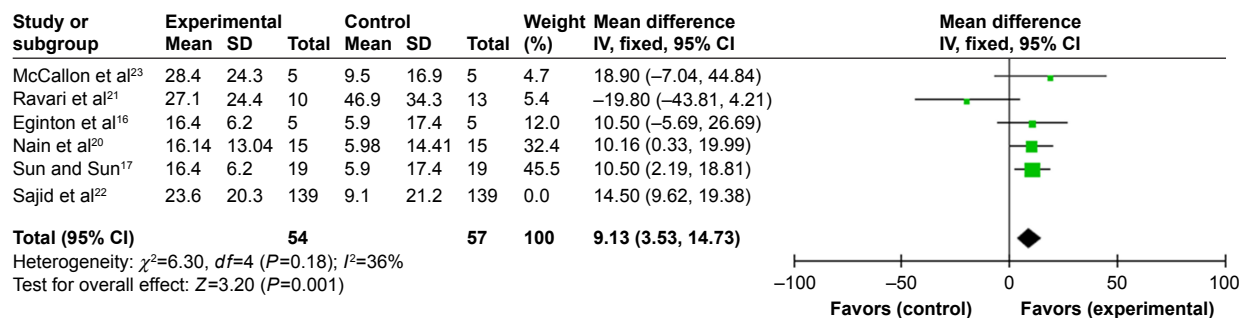 Study or Experimental Control Weight Mean difference Mean difference
subgroup Mean SD Total Mean SD Total (%) IV, fixed, 95% CI IV, fixed, 95% CI
McCallon et al²³ 28.4 24.3 5 9.5 16.9 5 4.7 18.90 (–7.04, 44.84)
Ravari et al²¹ 27.1 24.4 10 46.9 34.3 13 5.4 –19.80 (–43.81, 4.21)
Eginton et al¹⁶ 16.4 6.2 5 5.9 17.4 5 12.0 10.50 (–5.69, 26.69)
Nain et al²⁰ 16.14 13.04 15 5.98 14.41 15 32.4 10.16 (0.33, 19.99)
Sun and Sun¹⁷ 16.4 6.2 19 5.9 17.4 19 45.5 10.50 (2.19, 18.81)
Sajid et al²² 23.6 20.3 139 9.1 21.2 139 0.0 14.50 (9.62, 19.38)
Total (95% CI) 54 57 100 9.13 (3.53, 14.73)
Heterogeneity: χ²=6.30, df=4 (P=0.18); I²=36%
Test for overall effect: Z=3.20 (P=0.001)
–100 –50 0 50 100
Favors (control) Favors (experimental)